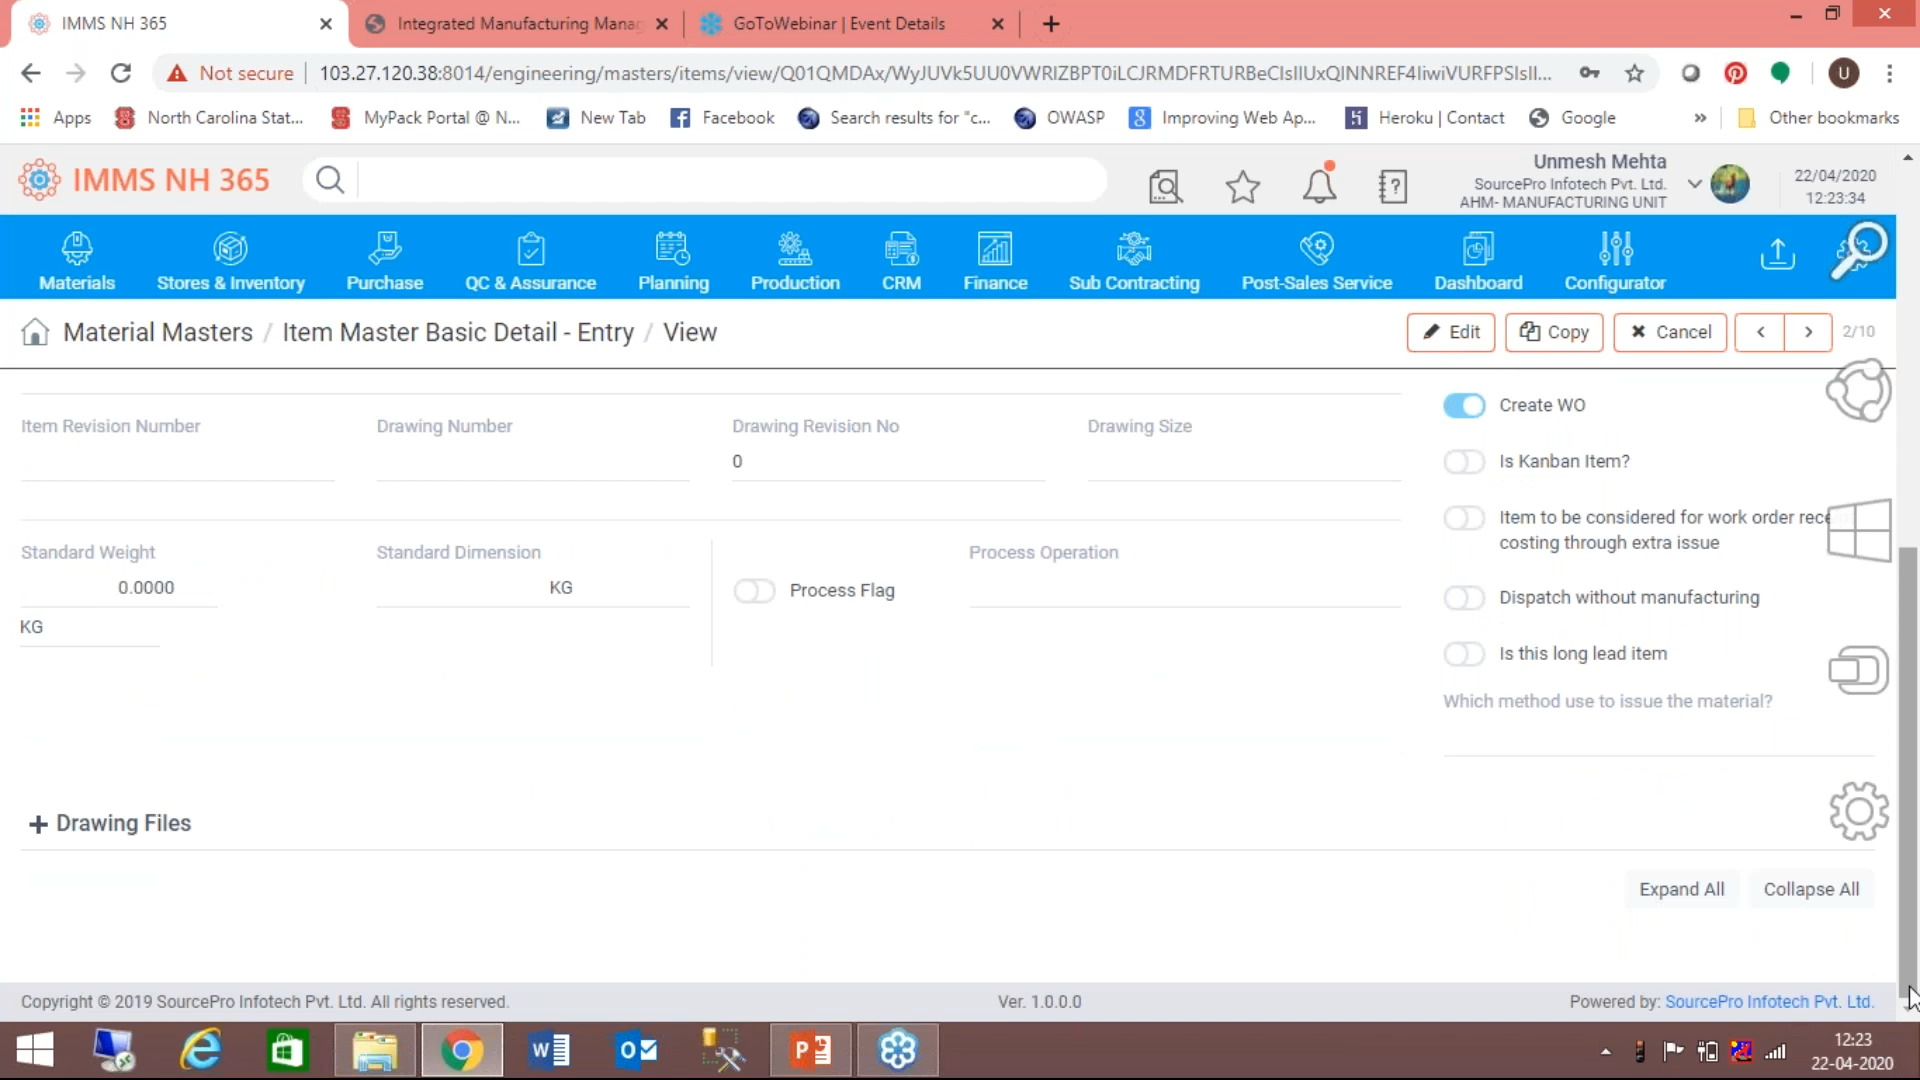 IMMS NH 365
Integrated Manufacturing Mana
GoToWebinar | Event Details
Not secure
103.27.120.38:8014/engineering/masters/items/view/Q01QMDAx/WyJUVk5UU0VWRIZBPT0iLCJRMDFRTURBeCIsIlUxQlNNREF4IiwiVURFPSIsIl...
U
Apps
North Carolina Stat...
MyPack Portal @ N...
New Tab
Facebook
Search results for "c...
OWASP
Improving Web Ap...
Heroku | Contact
Google
Other bookmarks
IMMS NH 365
Unmesh Mehta
SourcePro Infotech Pvt. Ltd.
AHM- MANUFACTURING UNIT
22/04/2020
12:23:34
Materials
Stores & Inventory
Purchase
QC & Assurance
Planning
Production
CRM
Finance
Sub Contracting
Post-Sales Service
Dashboard
Configurator
Material Masters / Item Master Basic Detail - Entry / View
Edit
Copy
Cancel
2/10
Item Revision Number
Drawing Number
Drawing Revision No
0
Drawing Size
Standard Weight
0.0000
KG
Standard Dimension
KG
Process Flag
Process Operation
Create WO
Is Kanban Item?
Item to be considered for work order rece
costing through extra issue
Dispatch without manufacturing
Is this long lead item
Which method use to issue the material?
+ Drawing Files
Expand All
Collapse All
Copyright © 2019 SourcePro Infotech Pvt. Ltd. All rights reserved.
Ver. 1.0.0.0
Powered by: SourcePro Infotech Pvt. Ltd.
12:23
22-04-2020